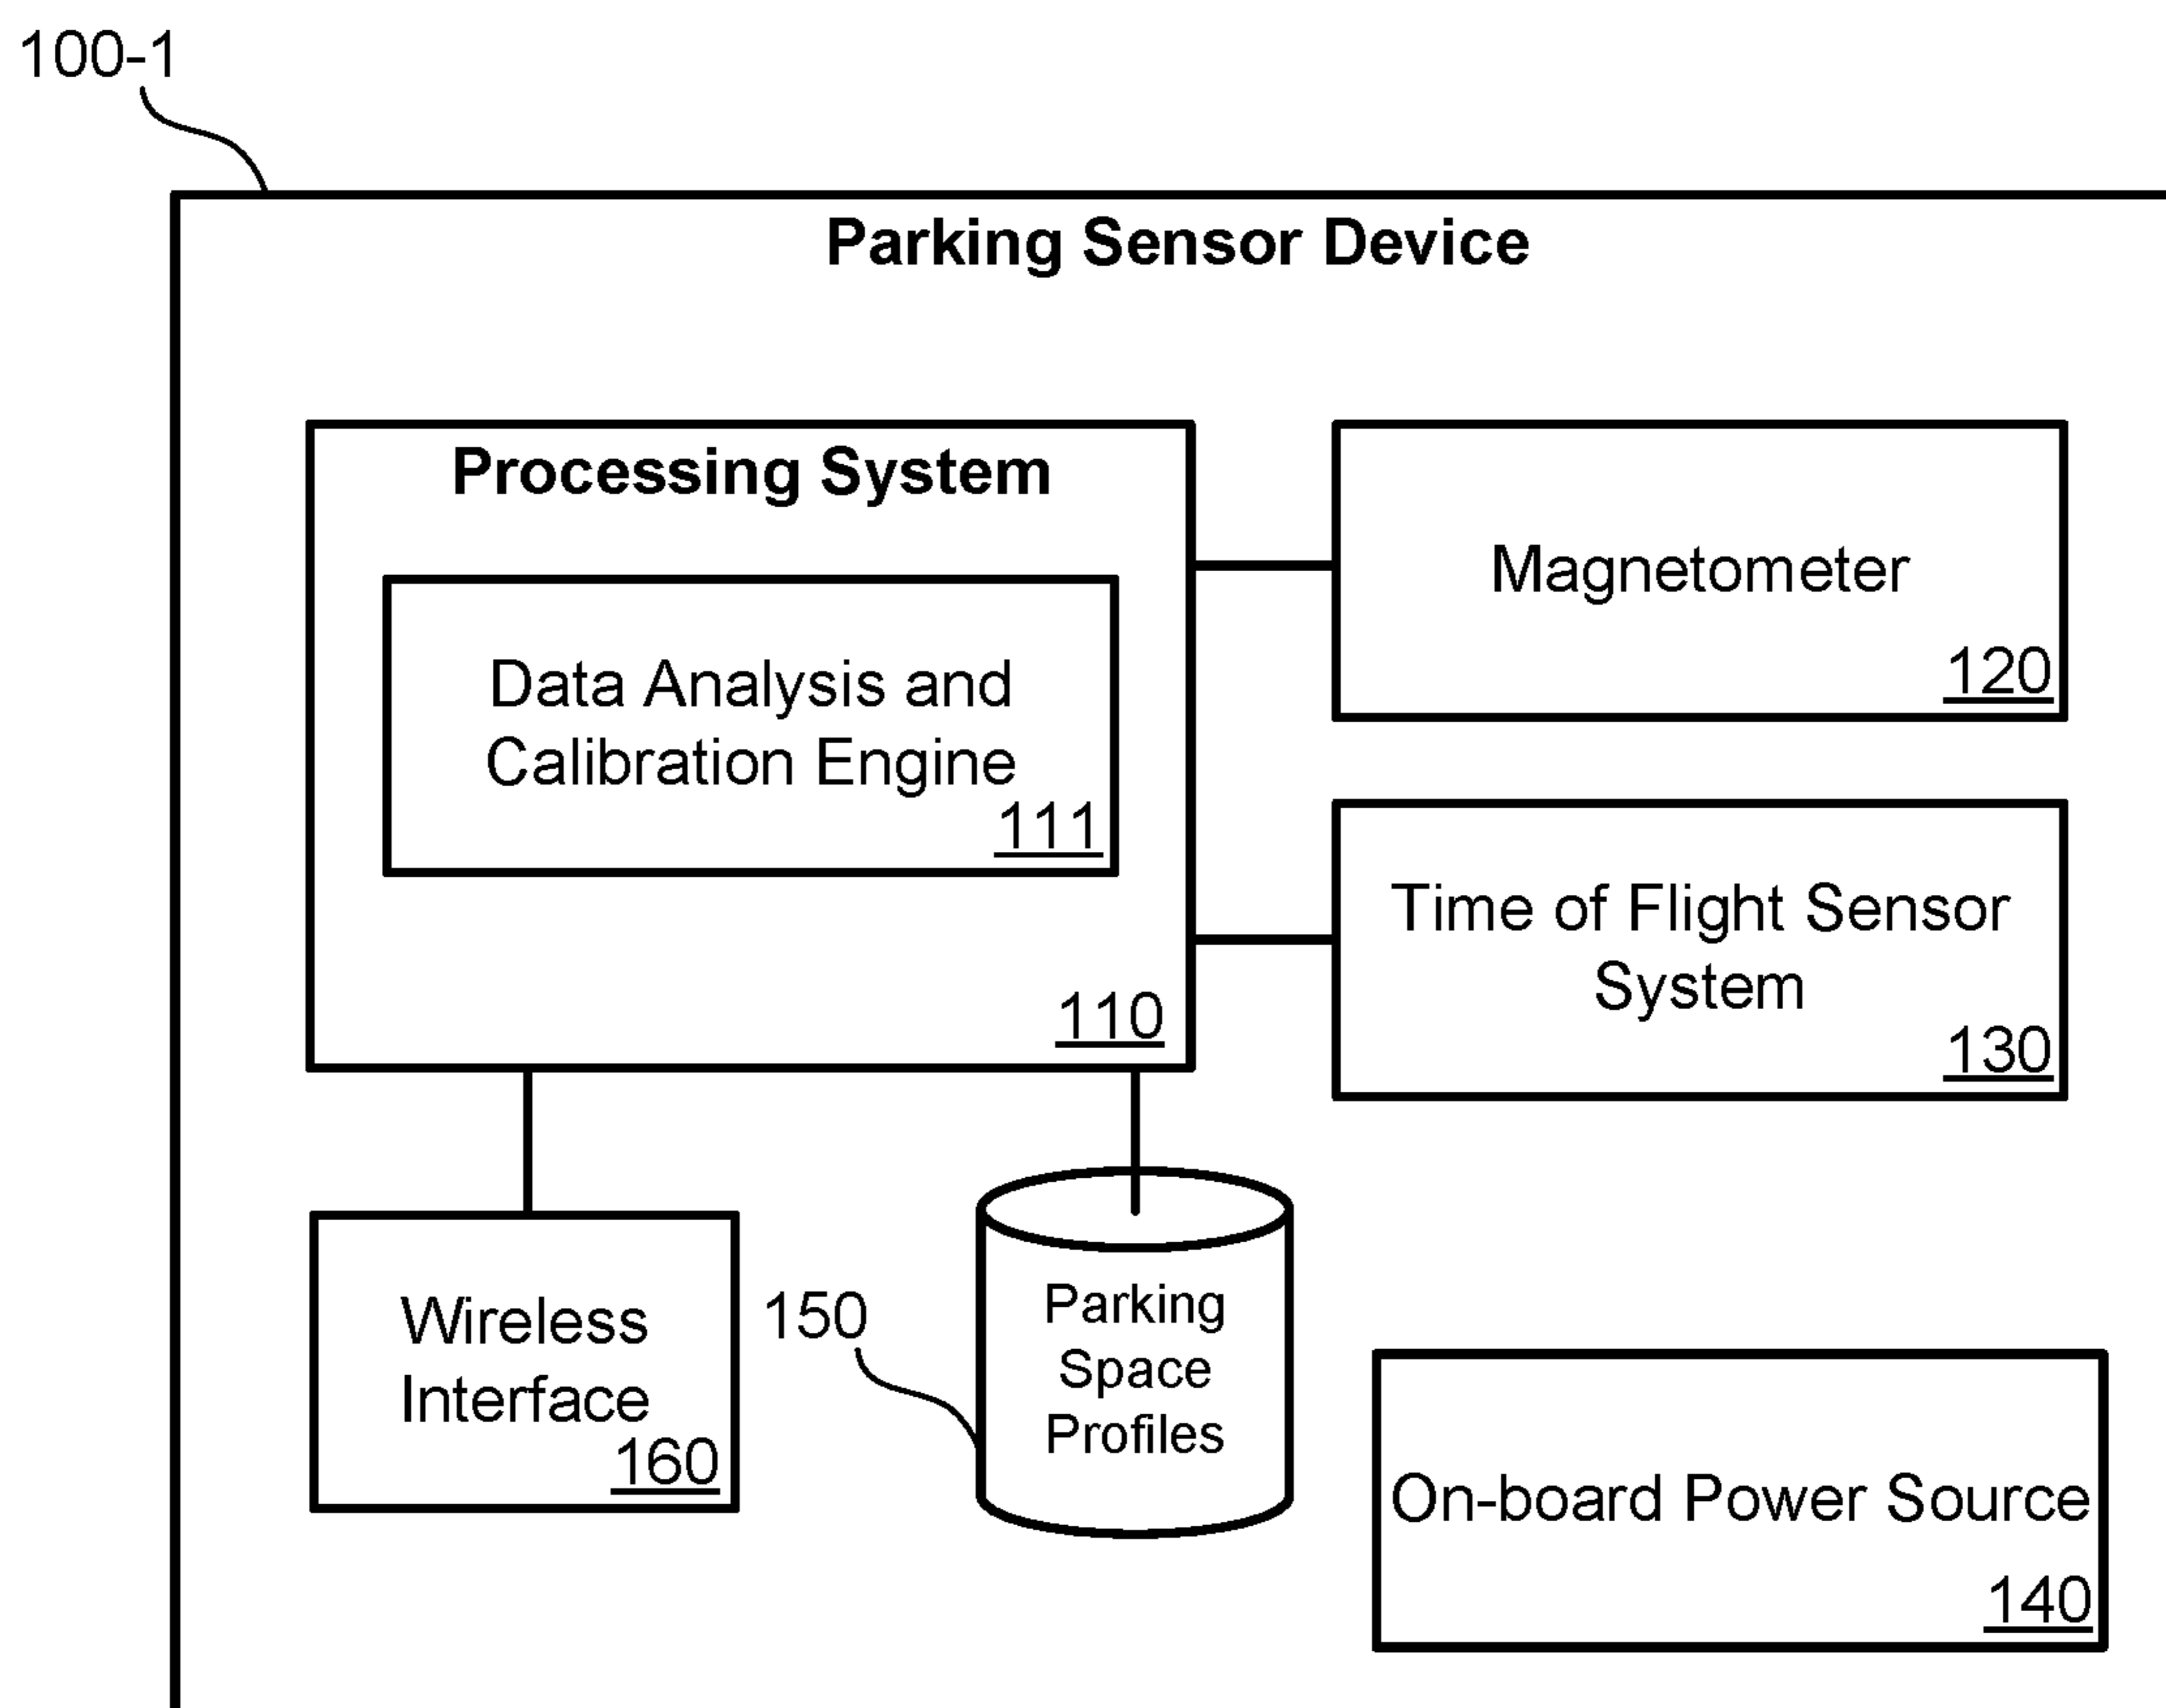 100-1
Parking Sensor Device
Processing System
Data Analysis and
Calibration Engine
111
110
Magnetometer
120
Time of Flight Sensor
System
130
Wireless
Interface
160
150
Parking
Space
Profiles
On-board Power Source
140